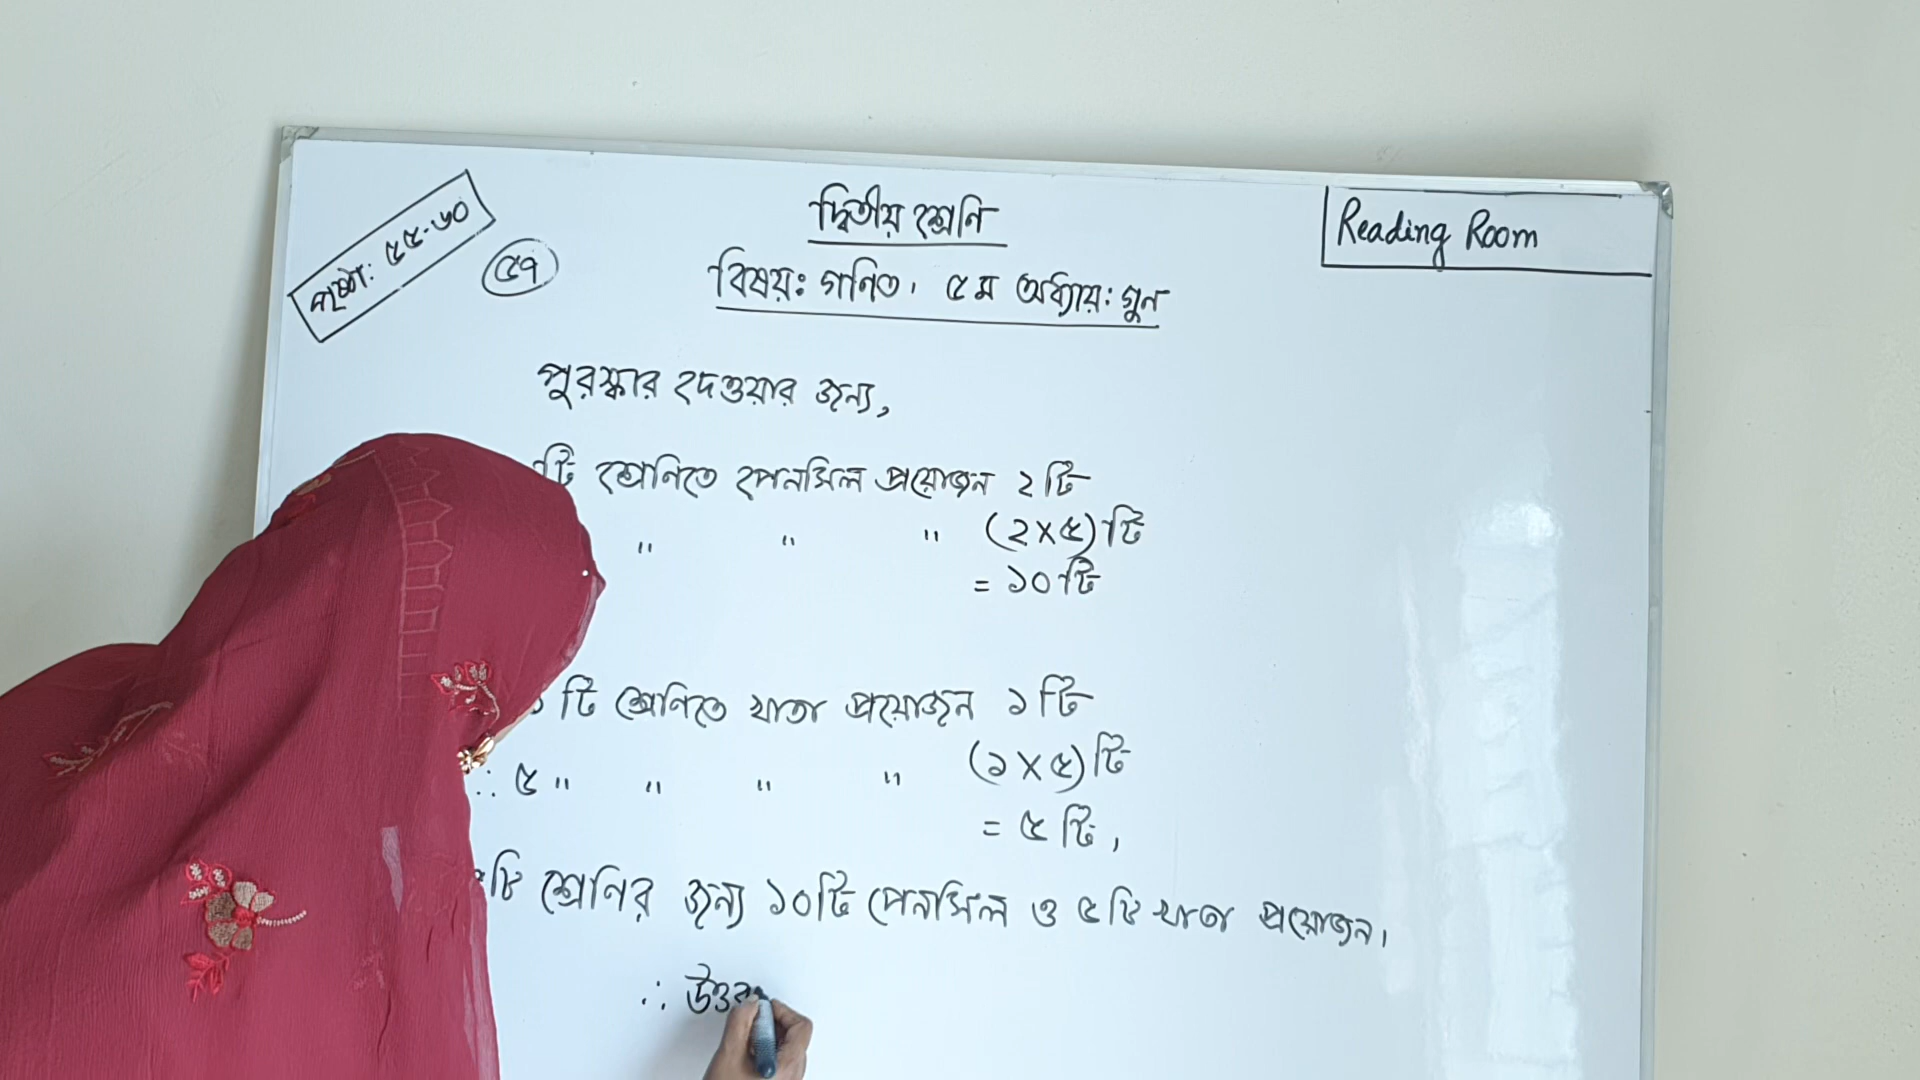 পৃষ্ঠা: ৫৫-৬০
৫৭
দ্বিতীয় শ্রেনি
Reading Room
বিষয়ঃ গনিত, ৫ম অধ্যায়ঃ গুন
পুরস্কার দেওয়ার জন্য,
টি শ্রেনিতে পেনসিল প্রয়োজন ২টি
" " " (২×৫)টি
= ১০টি
টি শ্রেনিতে খাতা প্রয়োজন ১টি
∴ ৫ " " " " (১×৫)টি
= ৫টি,
টি শ্রেনির জন্য ১০টি পেনসিল ও ৫টি খাতা প্রয়োজন।
∴ উত্তর